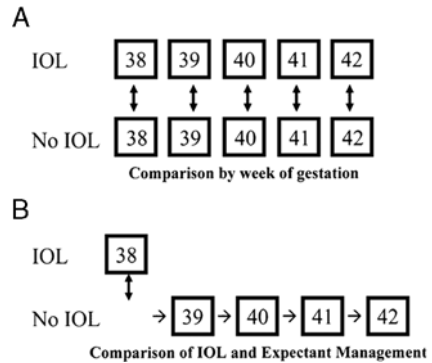 A
IOL 38 39 40 41 42
No IOL 38 39 40 41 42
Comparison by week of gestation
B
IOL 38
No IOL 39 40 41 42
Comparison of IOL and Expectant Management